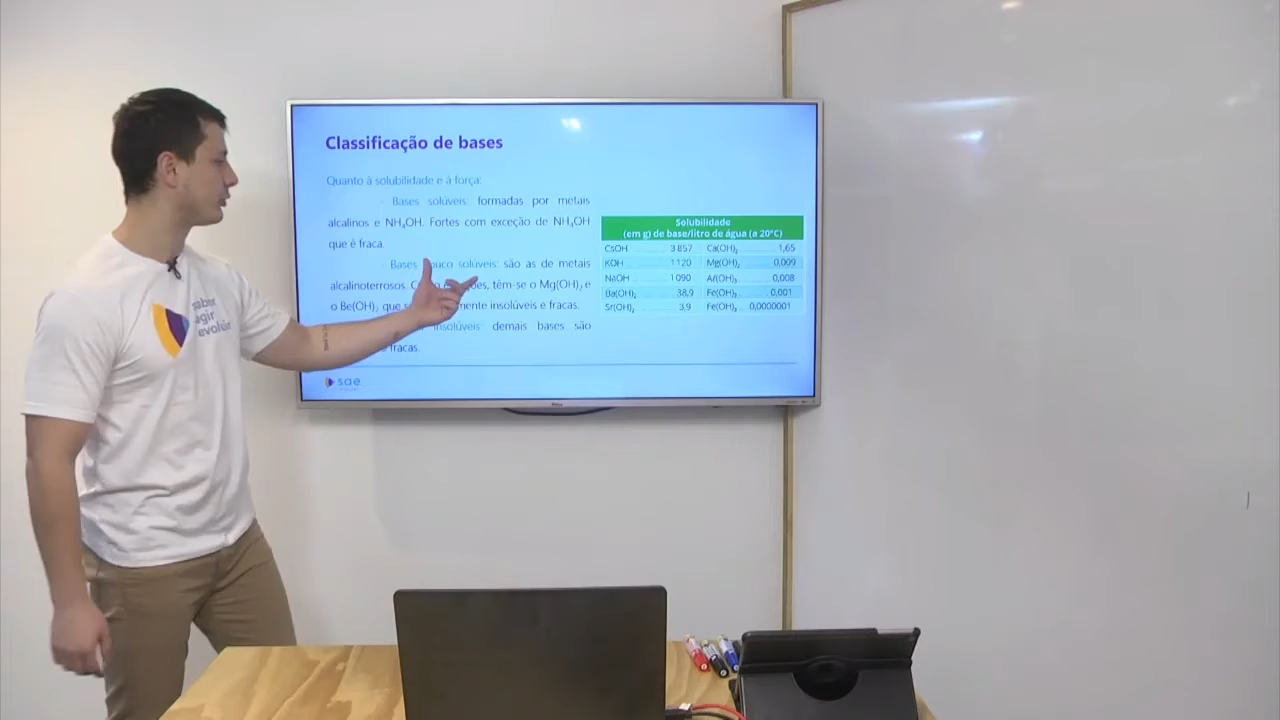 Classificação de bases
Quanto à solubilidade e à força:
- Bases solúveis: formadas por metais
alcalinos e NH₄OH. Fortes com exceção de NH₄OH
que é fraca.
- Bases solúveis: são as de metais
alcalinoterrosos. têm-se o Mg(OH)₂ e
o Be(OH)₂ que insolúveis e fracas.
insolúveis: demais bases são
fracas.
Solubilidade
(em g) de base/litro de água (a 20°C)
CsOH 3 857 Ca(OH)₂ 1,65
KOH 1 120 Mg(OH)₂ 0,009
NaOH 1 090 Al(OH)₃ 0,008
Ba(OH)₂ 38,9 Fe(OH)₂ 0,001
Sr(OH)₂ 3,9 Fe(OH)₃ 0,0000001
sae
saber
agir
evoluir